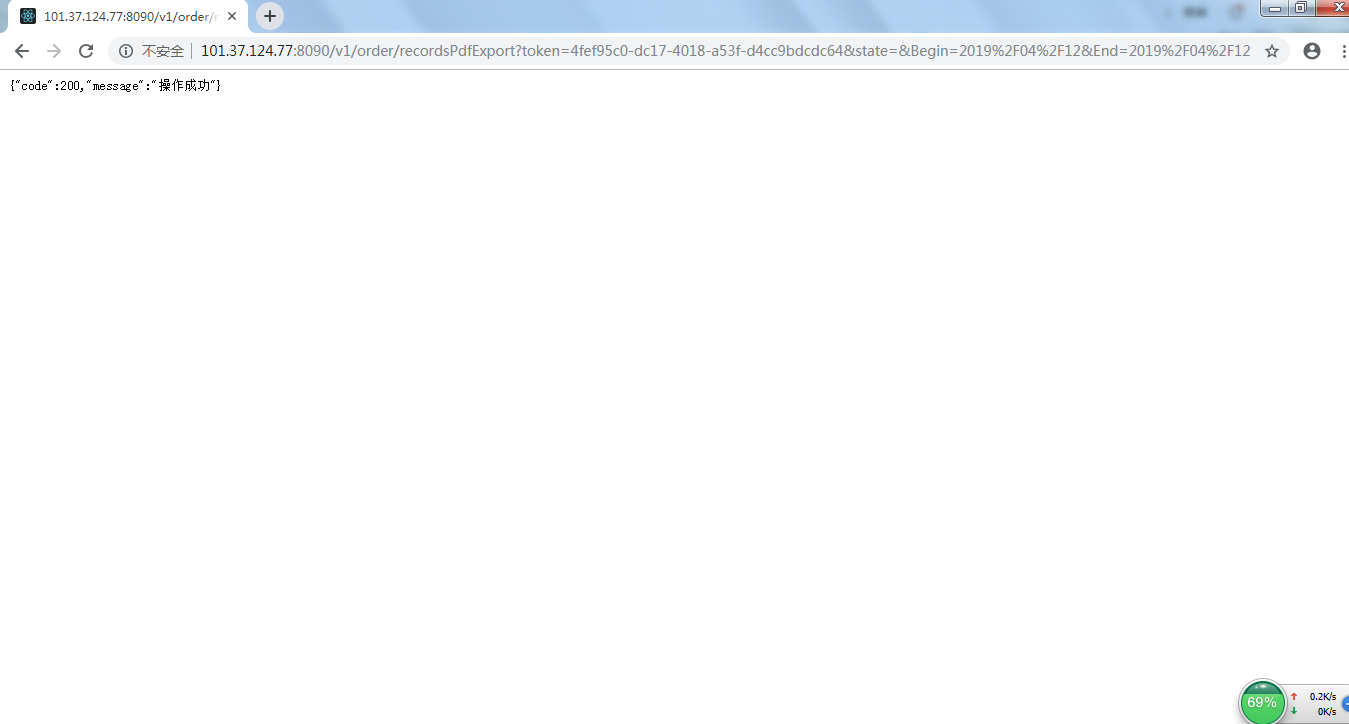 101.37.124.77:8090/v1/order/
不安全 101.37.124.77:8090/v1/order/recordsPdfExport?token=4fef95c0-dc17-4018-a53f-d4cc9bdcdc64&state=&Begin=2019%2F04%2F12&End=2019%2F04%2F12
{"code":200,"message":"操作成功"}
69%
0.2K/s
0K/s